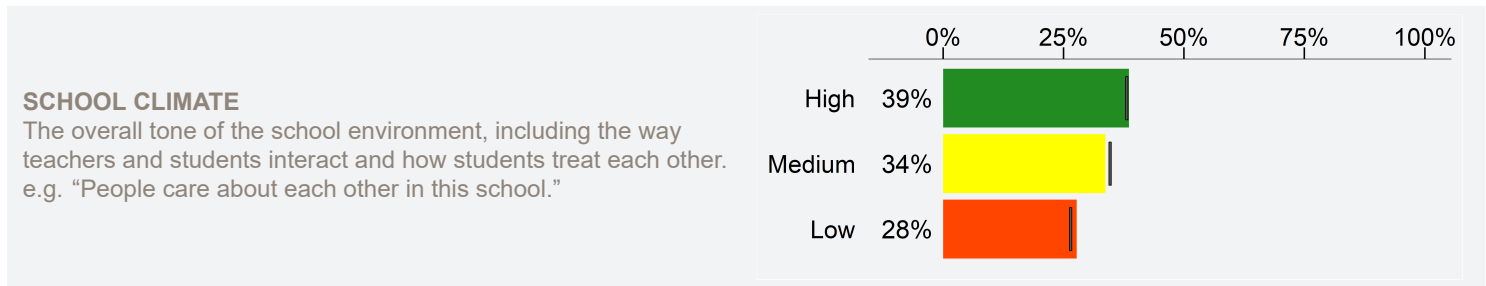 SCHOOL CLIMATE
The overall tone of the school environment, including the way
teachers and students interact and how students treat each other.
e.g. “People care about each other in this school.”
0% 25% 50% 75% 100%
High 39%
Medium 34%
Low 28%